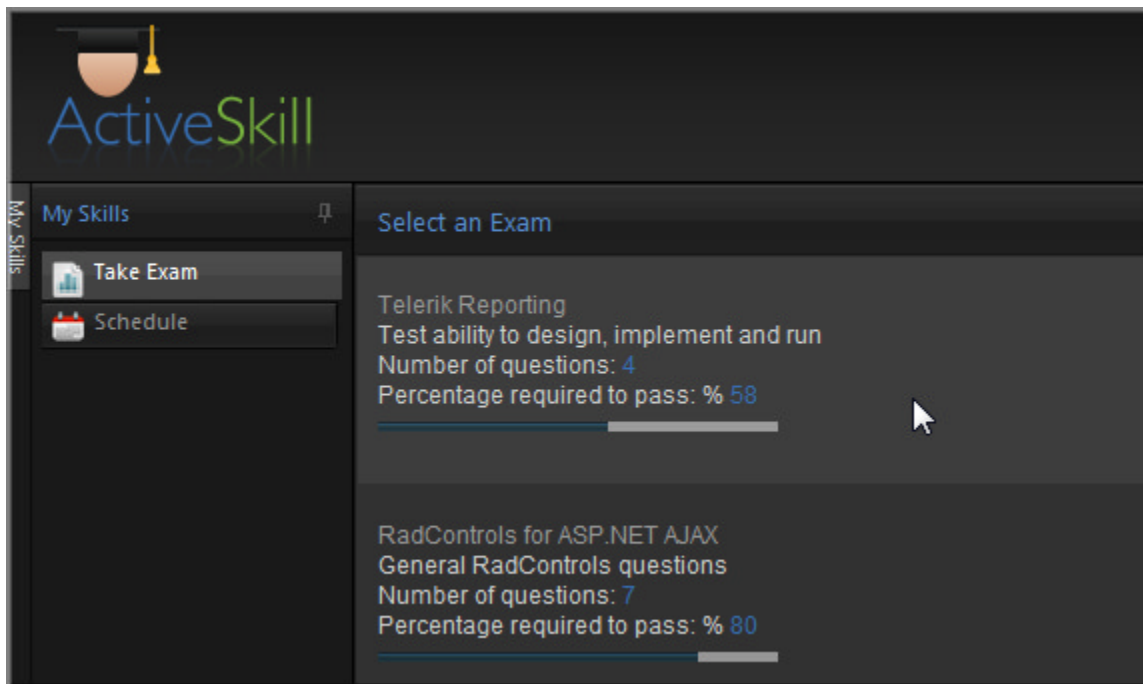 ActiveSkill
My Skills
My Skills
Take Exam
Schedule
Select an Exam
Telerik Reporting
Test ability to design, implement and run
Number of questions: 4
Percentage required to pass: % 58
RadControls for ASP.NET AJAX
General RadControls questions
Number of questions: 7
Percentage required to pass: % 80